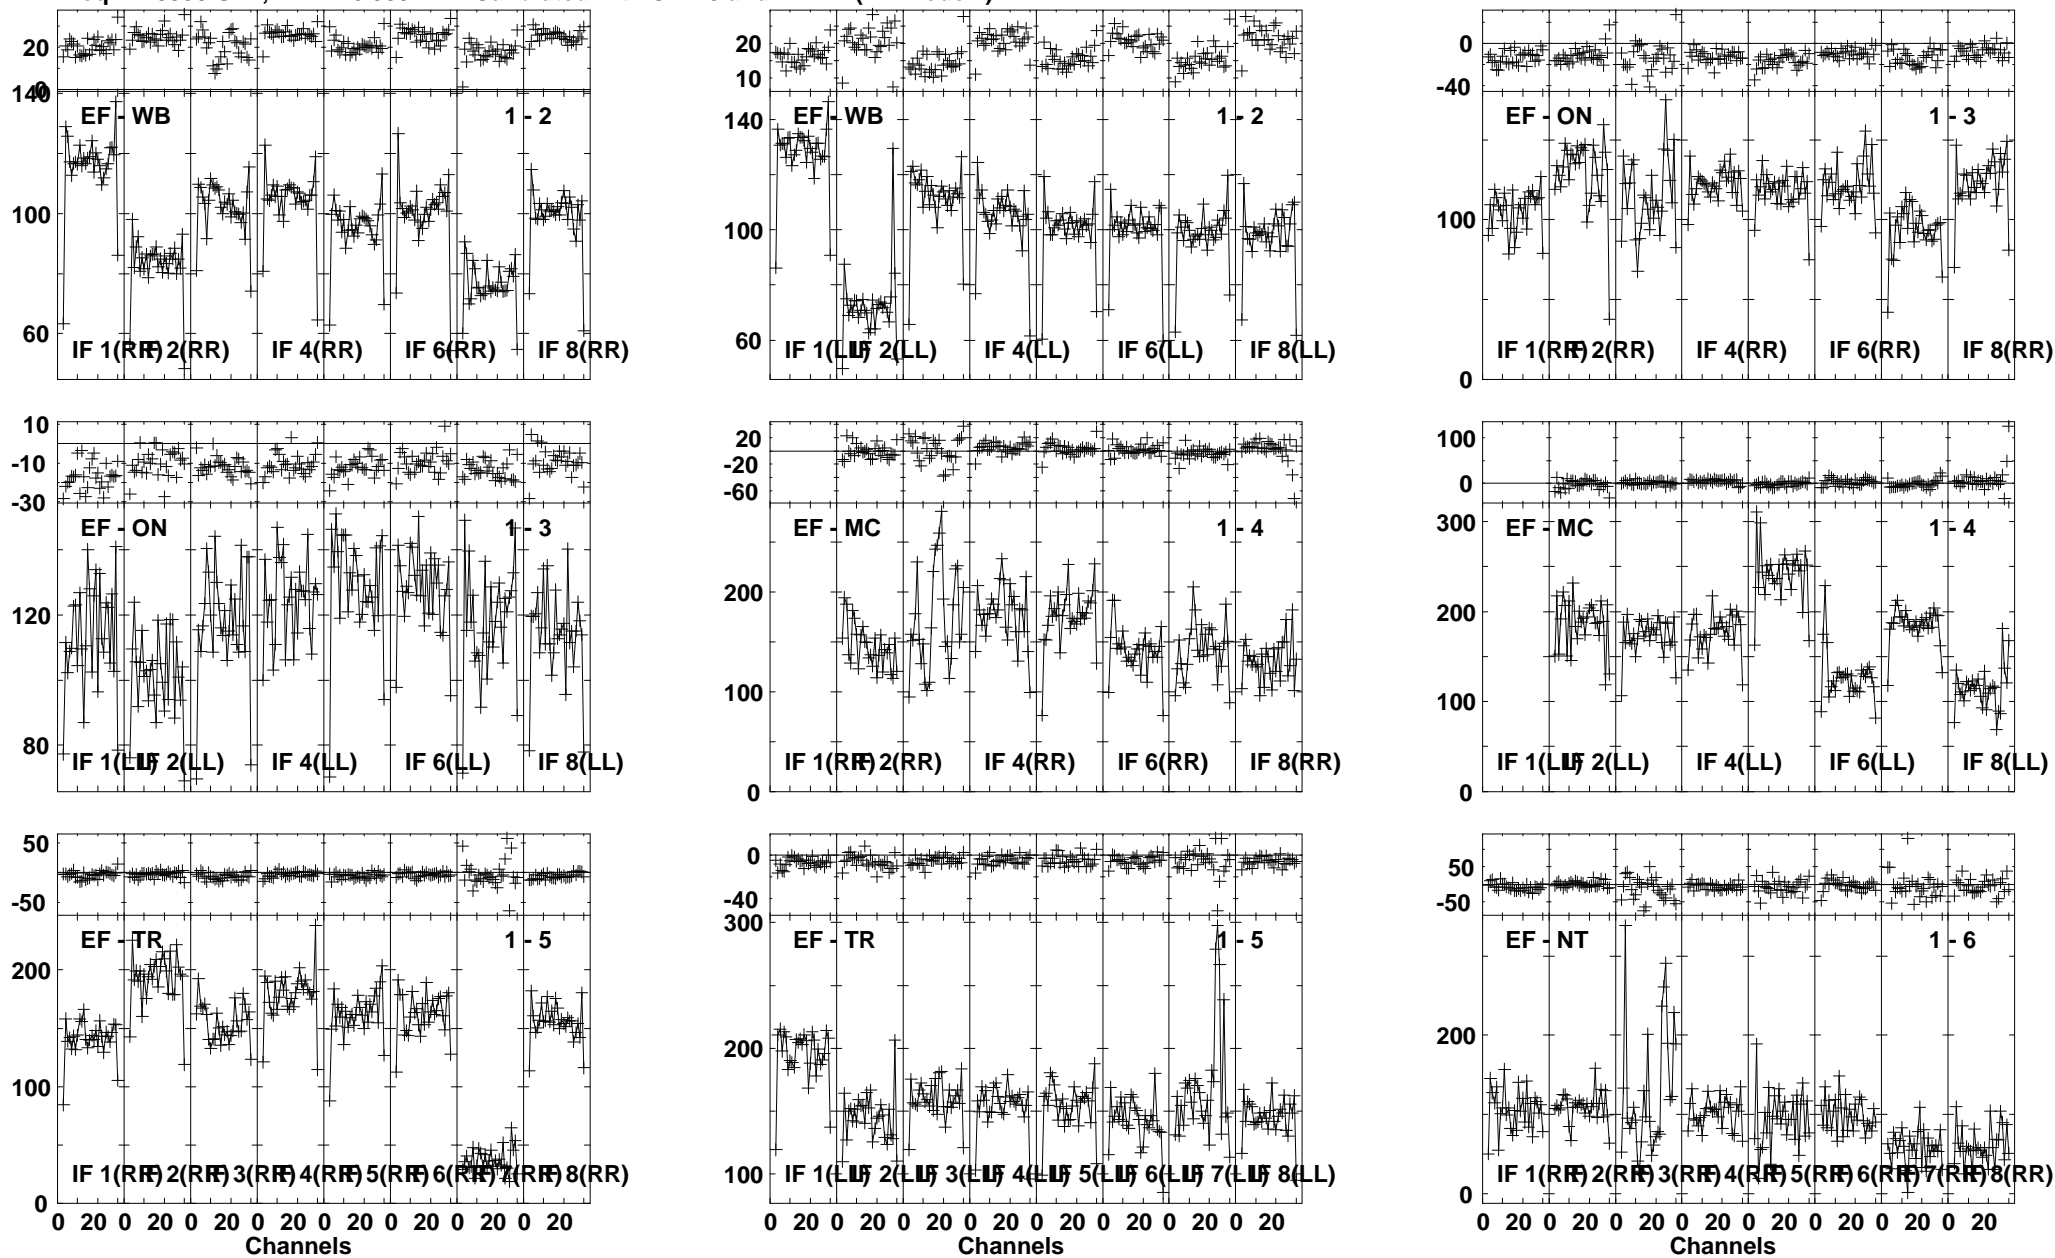 20
0
20
10
0
-40
140
100
60
EF - WB
1 - 2
IF 1(RR)
IF 2(RR)
IF 4(RR)
IF 6(RR)
IF 8(RR)
140
100
60
EF - WB
1 - 2
IF 1(LL)
IF 2(LL)
IF 4(LL)
IF 6(LL)
IF 8(LL)
100
0
EF - ON
1 - 3
IF 1(RR)
IF 2(RR)
IF 4(RR)
IF 6(RR)
IF 8(RR)
10
-10
-30
120
80
EF - ON
1 - 3
IF 1(LL)
IF 2(LL)
IF 4(LL)
IF 6(LL)
IF 8(LL)
20
-20
-60
200
100
0
EF - MC
1 - 4
IF 1(RR)
IF 2(RR)
IF 4(RR)
IF 6(RR)
IF 8(RR)
100
0
300
200
100
0
EF - MC
1 - 4
IF 1(LL)
IF 2(LL)
IF 4(LL)
IF 6(LL)
IF 8(LL)
50
-50
200
100
0
EF - TR
1 - 5
IF 1(RR)
IF 2(RR)
IF 3(RR)
IF 4(RR)
IF 5(RR)
IF 6(RR)
IF 7(RR)
IF 8(RR)
0 20 0 20 0 20 0 20 0 20 0 20 0 20 0 20
Channels
0
-40
300
200
100
EF - TR
1 - 5
IF 1(LL)
IF 2(LL)
IF 3(LL)
IF 4(LL)
IF 5(LL)
IF 6(LL)
IF 7(LL)
IF 8(LL)
0 20 0 20 0 20 0 20 0 20 0 20 0 20 0 20
Channels
50
-50
200
0
EF - NT
1 - 6
IF 1(RR)
IF 2(RR)
IF 3(RR)
IF 4(RR)
IF 5(RR)
IF 6(RR)
IF 7(RR)
IF 8(RR)
0 20 0 20 0 20 0 20 0 20 0 20 0 20 0 20
Channels